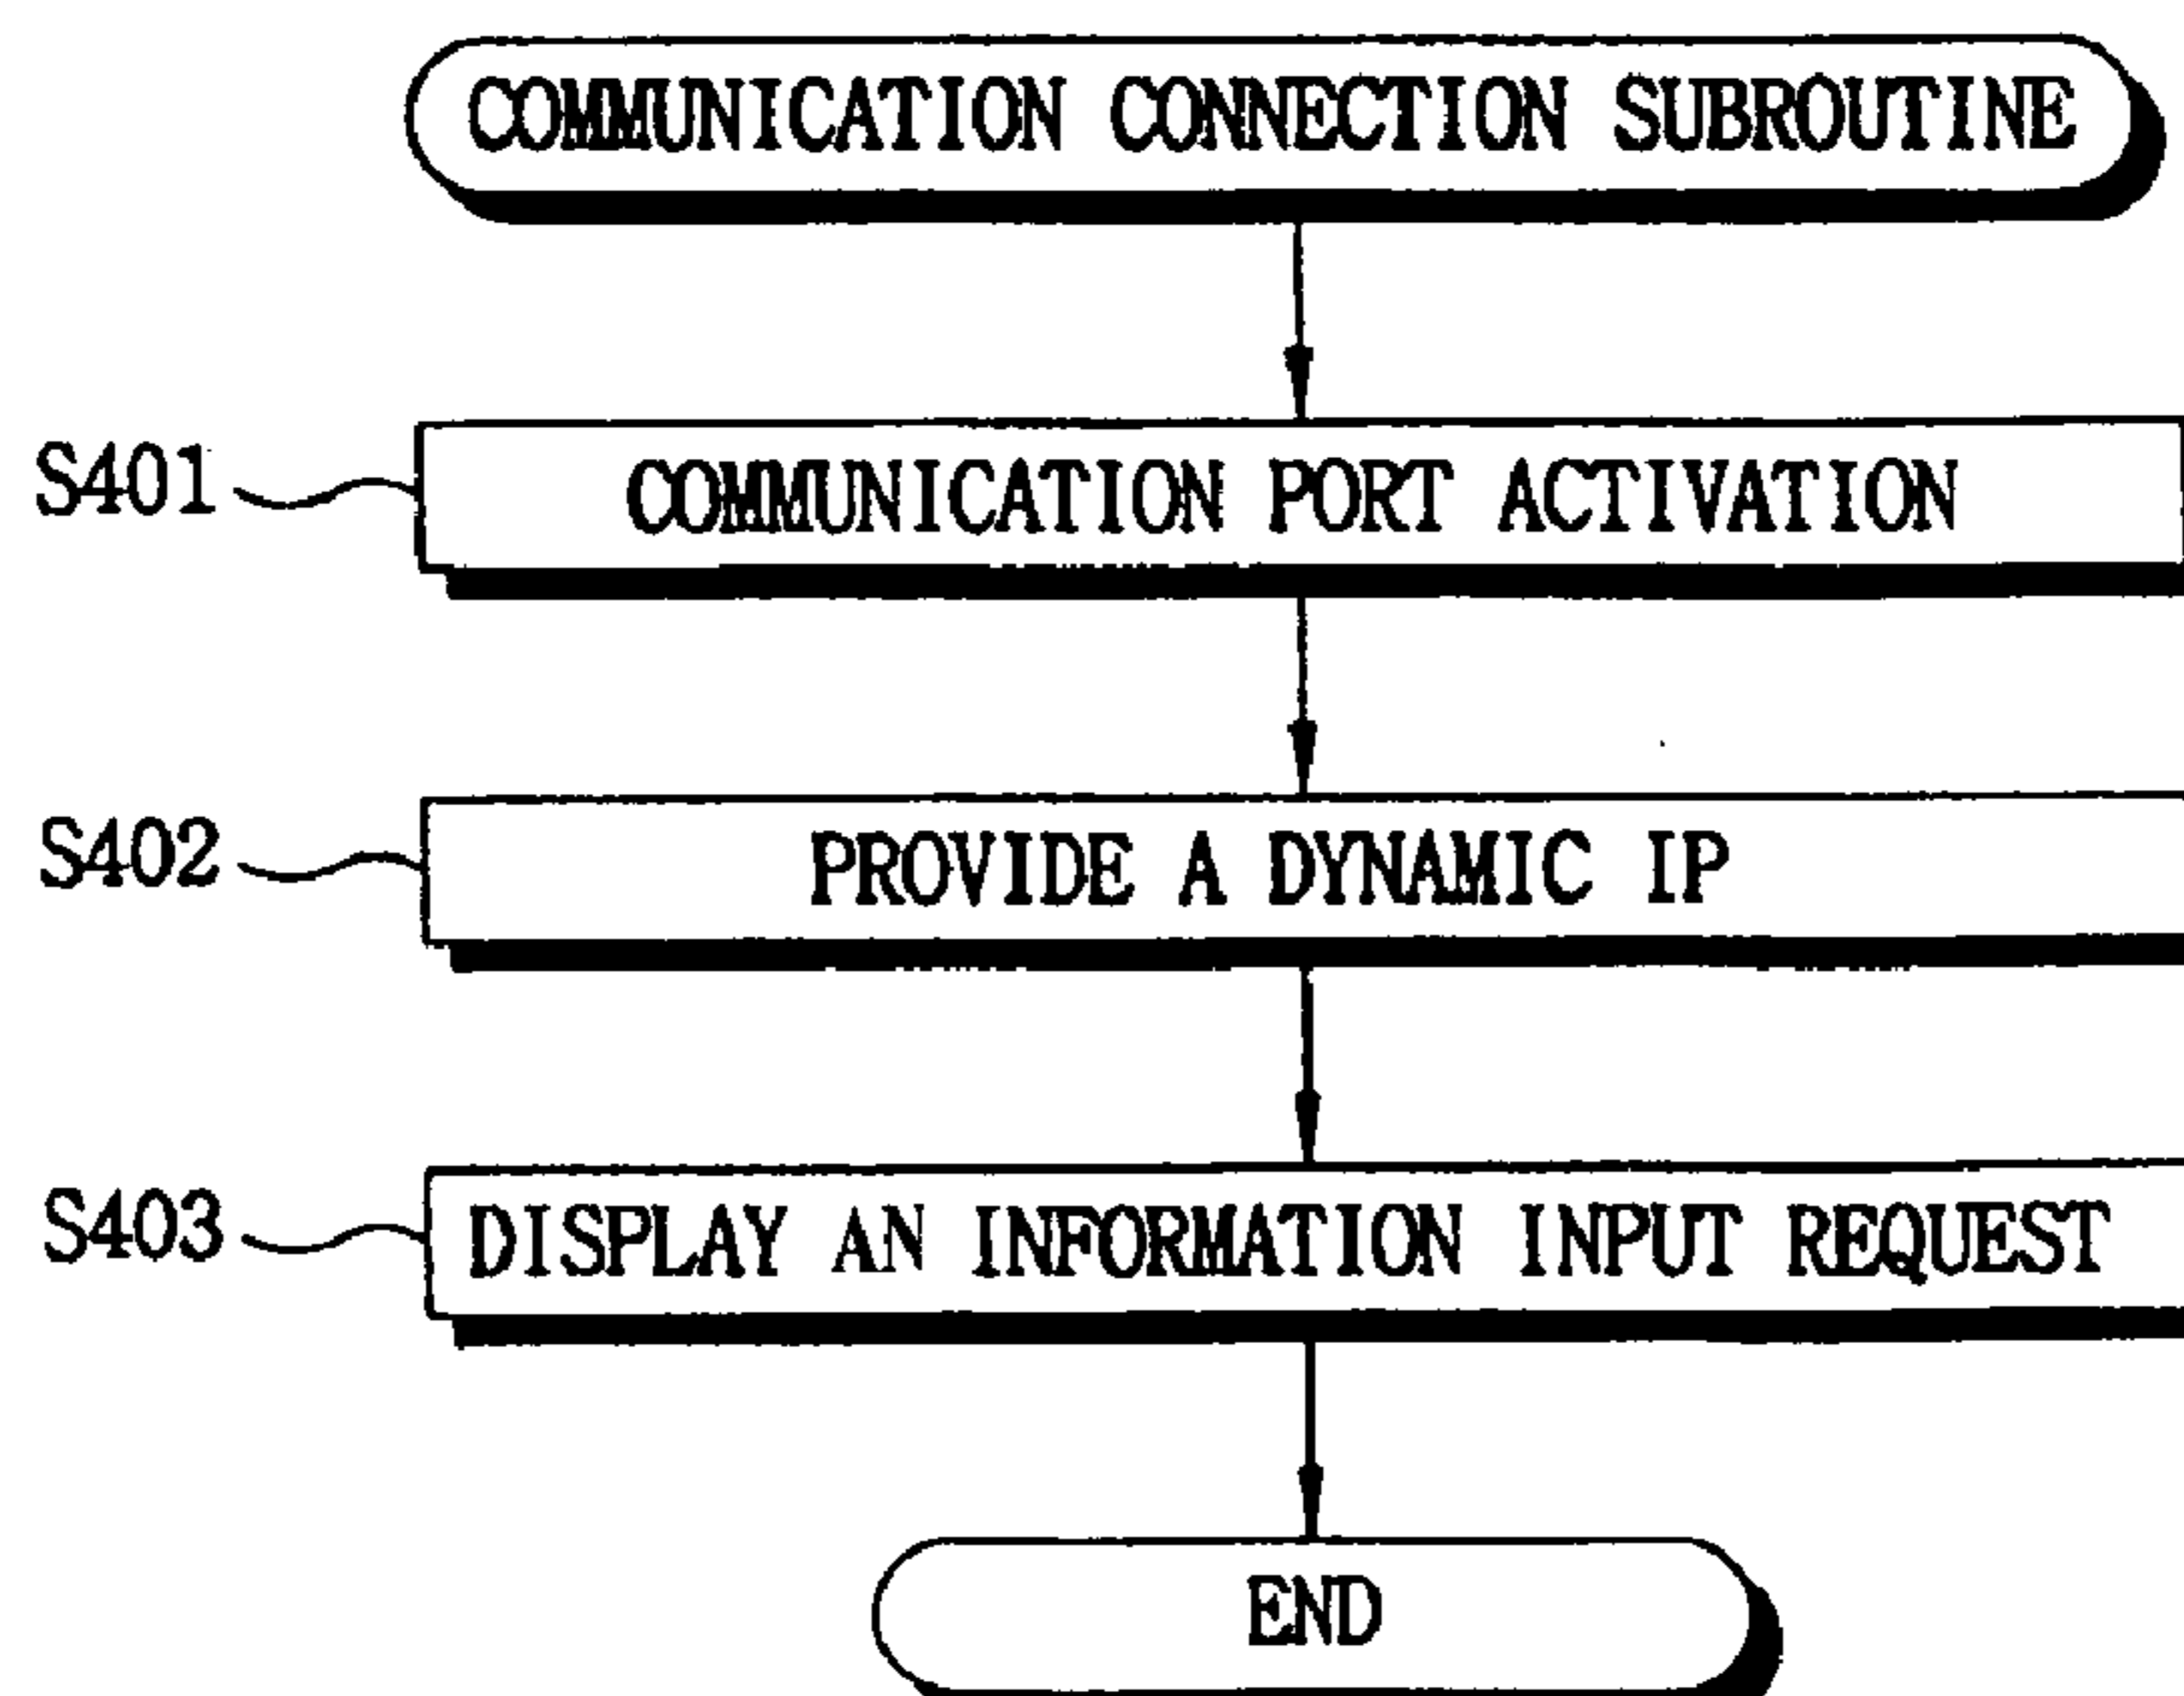 COMMUNICATION CONNECTION SUBROUTINE
S401 COMMUNICATION PORT ACTIVATION
S402 PROVIDE A DYNAMIC IP
S403 DISPLAY AN INFORMATION INPUT REQUEST
END